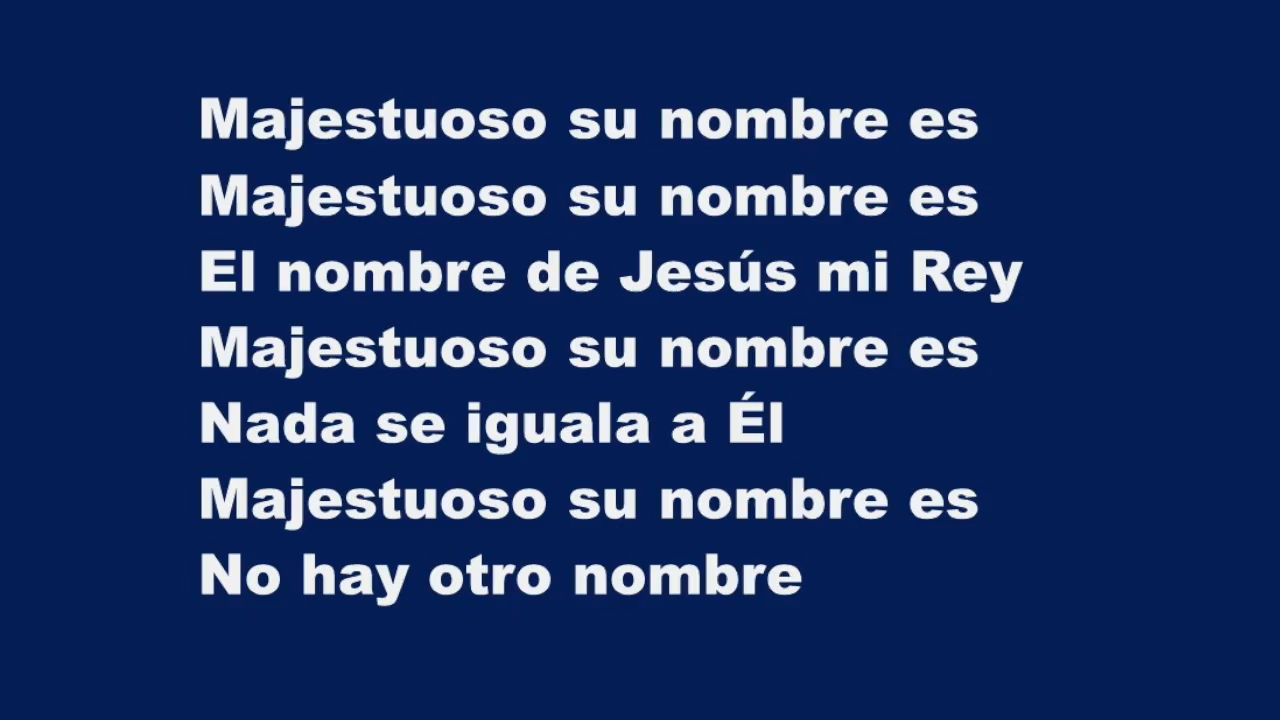 Majestuoso su nombre es
Majestuoso su nombre es
El nombre de Jesús mi Rey
Majestuoso su nombre es
Nada se iguala a Él
Majestuoso su nombre es
No hay otro nombre